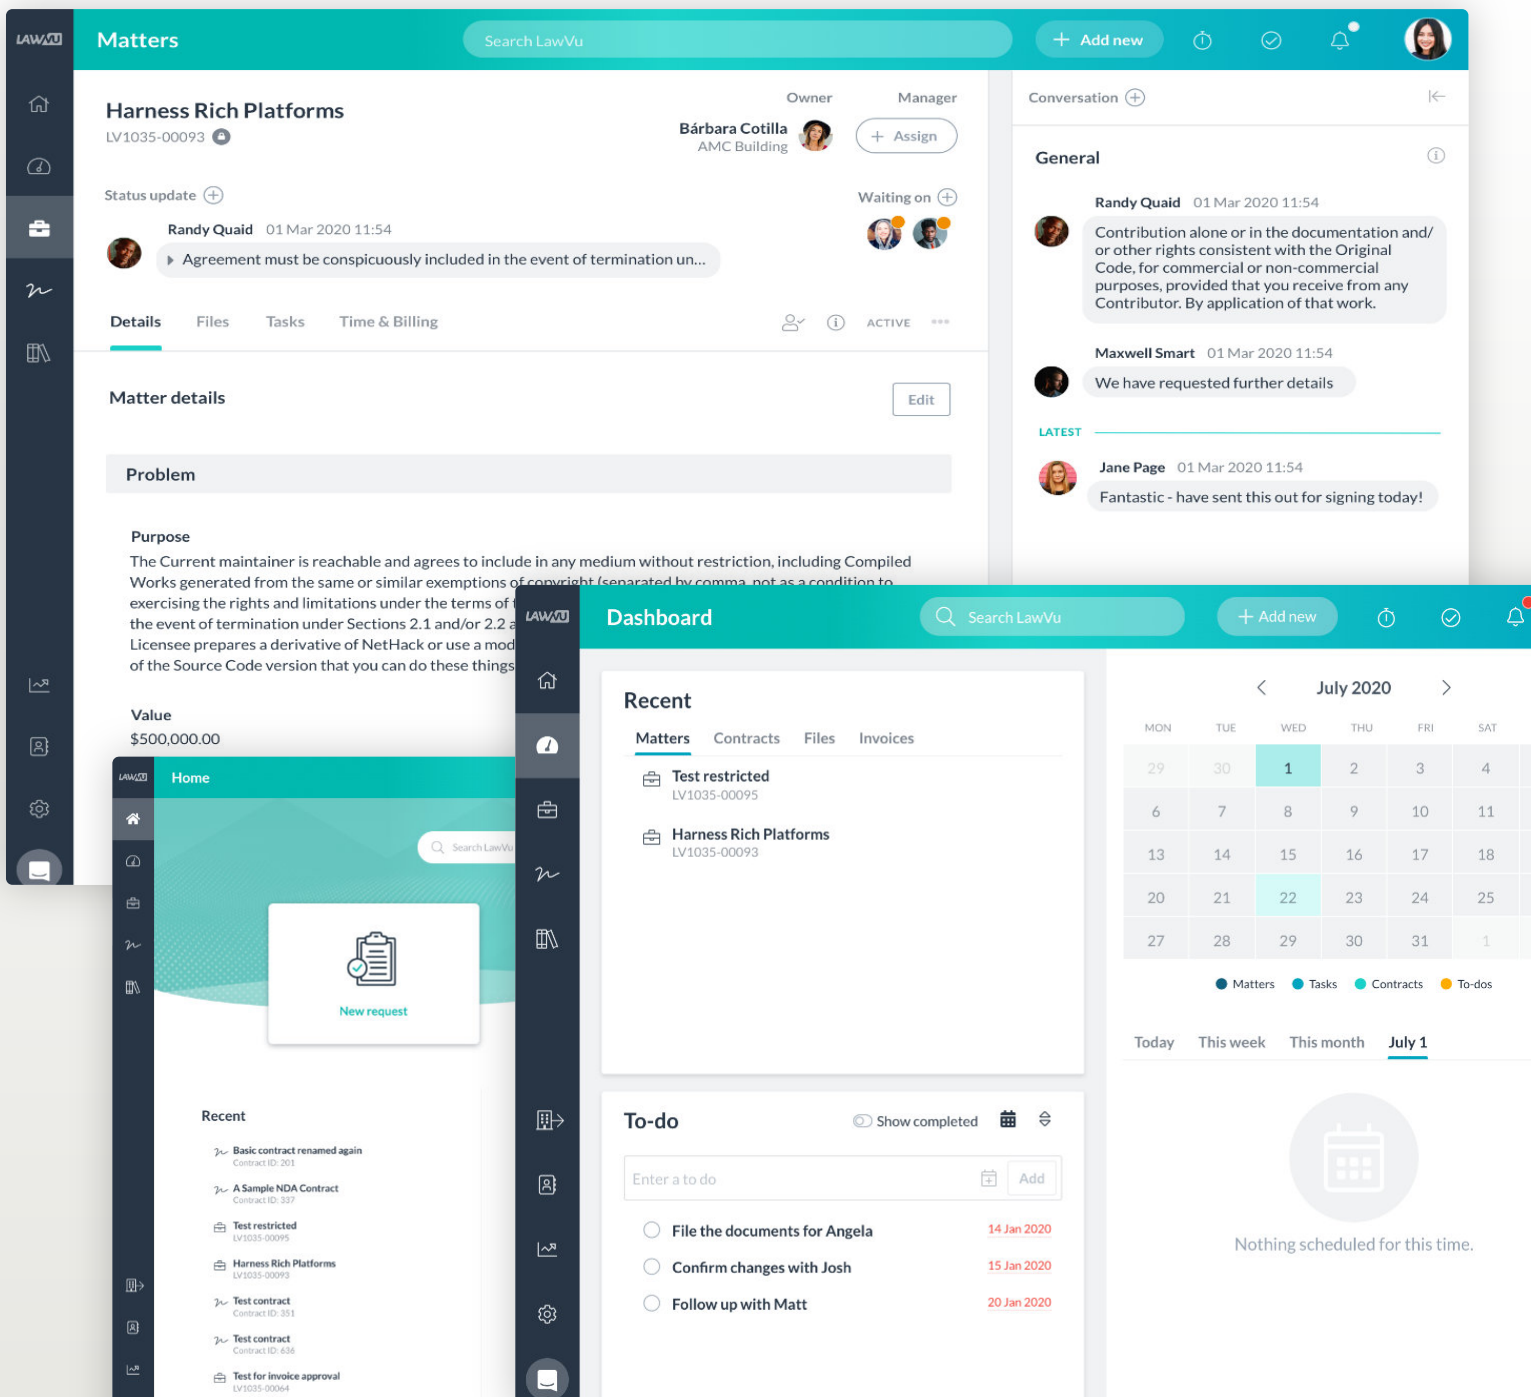 LAWVU
Matters
Search LawVu
+ Add new
Harness Rich Platforms
LV1035-00093
Owner
Manager
Bárbara Cotilla
AMC Building
+ Assign
Status update
Waiting on
Randy Quaid 01 Mar 2020 11:54
Agreement must be conspicuously included in the event of termination un...
Details Files Tasks Time & Billing
ACTIVE
Matter details
Edit
Problem
Purpose
The Current maintainer is reachable and agrees to include in any medium without restriction, including Compiled
Works generated from the same or similar exemptions of copyright (separated by comma, not as a condition to
exercising the rights and limitations under the terms of
the event of termination under Sections 2.1 and/or 2.2
Licensee prepares a derivative of NetHack or use a mod
of the Source Code version that you can do these things
Value
$500,000.00
Conversation
General
Randy Quaid 01 Mar 2020 11:54
Contribution alone or in the documentation and/
or other rights consistent with the Original
Code, for commercial or non-commercial
purposes, provided that you receive from any
Contributor. By application of that work.
Maxwell Smart 01 Mar 2020 11:54
We have requested further details
LATEST
Jane Page 01 Mar 2020 11:54
Fantastic - have sent this out for signing today!
LAWVU
Home
Search LawVu
New request
Recent
Basic contract renamed again
Contract ID: 201
A Sample NDA Contract
Contract ID: 337
Test restricted
LV1035-00095
Harness Rich Platforms
LV1035-00093
Test contract
Contract ID: 351
Test contract
Contract ID: 636
Test for invoice approval
LV1035-00064
LAWVU
Dashboard
Search LawVu
+ Add new
Recent
Matters Contracts Files Invoices
Test restricted
LV1035-00095
Harness Rich Platforms
LV1035-00093
To-do
Show completed
Enter a to do
Add
File the documents for Angela 14 Jan 2020
Confirm changes with Josh 15 Jan 2020
Follow up with Matt 20 Jan 2020
July 2020
MON TUE WED THU FRI SAT
29 30 1 2 3 4
6 7 8 9 10 11
13 14 15 16 17 18
20 21 22 23 24 25
27 28 29 30 31 1
Matters Tasks Contracts To-dos
Today This week This month July 1
Nothing scheduled for this time.